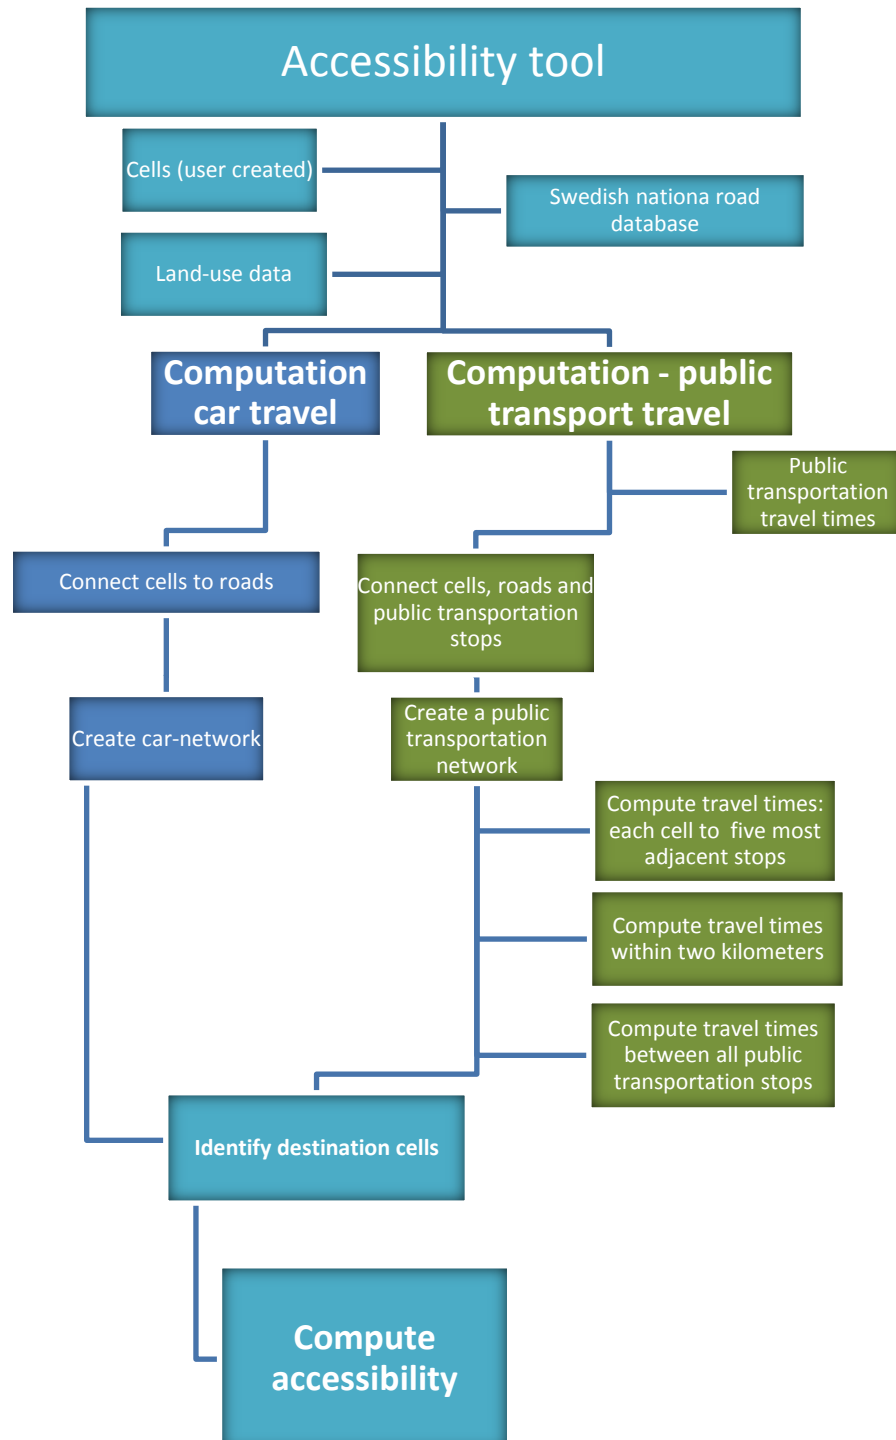 Accessibility tool
Cells (user created)
Swedish nationa road
database
Land-use data
Computation
car travel
Computation - public
transport travel
Public
transportation
travel times
Connect cells to roads
Connect cells, roads and
public transportation
stops
Create car-network
Create a public
transportation
network
Compute travel times:
each cell to five most
adjacent stops
Compute travel times
within two kilometers
Compute travel times
between all public
transportation stops
Identify destination cells
Compute
accessibility